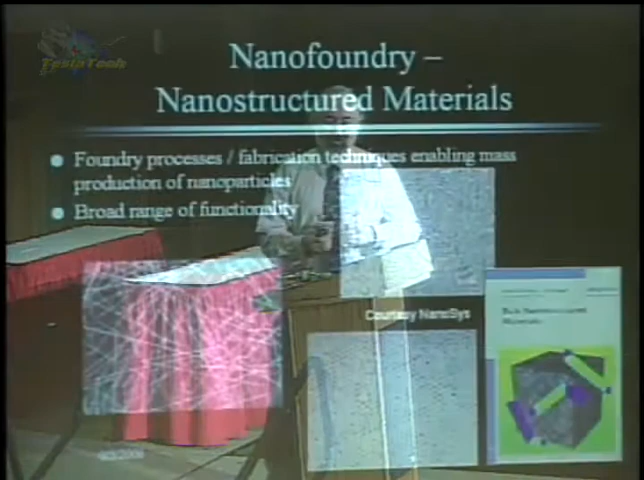 TeslaTech
Nanofoundry –
Nanostructured Materials
Foundry processes / fabrication techniques enabling mass
production of nanoparticles
Broad range of functionality
Courtesy NanoSys
Materials